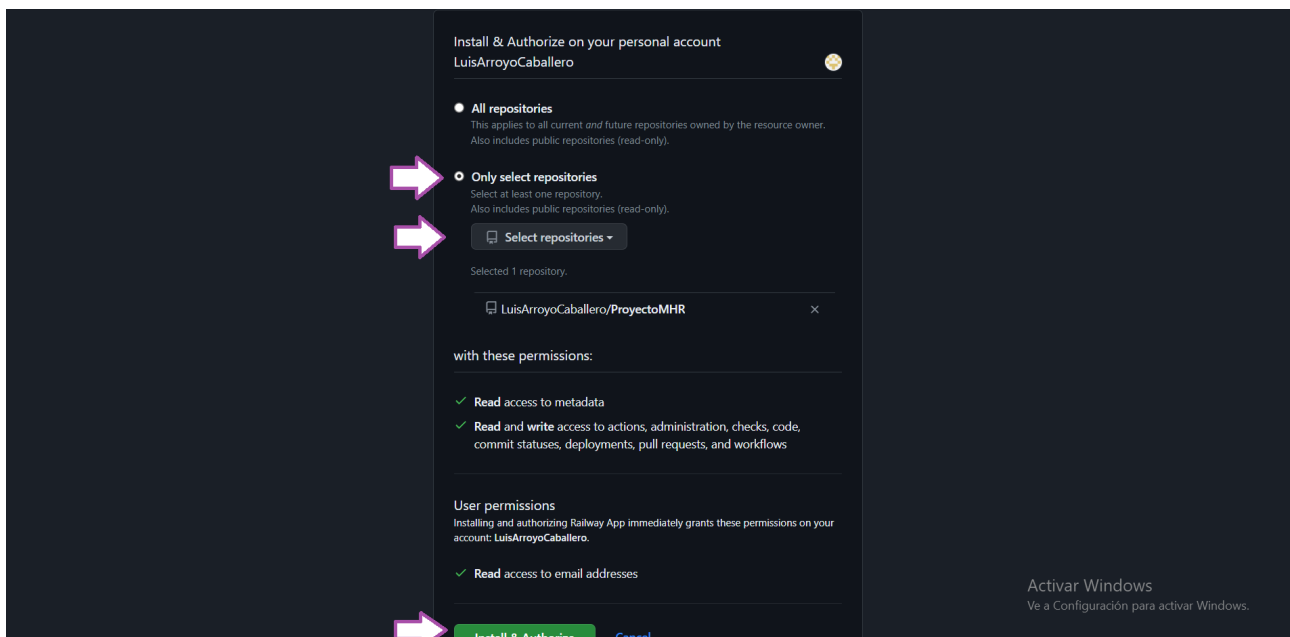 Install & Authorize on your personal account
LuisArroyoCaballero
All repositories
This applies to all current and future repositories owned by the resource owner.
Also includes public repositories (read-only).
Only select repositories
Select at least one repository.
Also includes public repositories (read-only).
Select repositories
Selected 1 repository.
LuisArroyoCaballero/ProyectoMHR
with these permissions:
Read access to metadata
Read and write access to actions, administration, checks, code,
commit statuses, deployments, pull requests, and workflows
User permissions
Installing and authorizing Railway App immediately grants these permissions on your
account: LuisArroyoCaballero.
Read access to email addresses
Install & Authorize Cancel
Activar Windows
Ve a Configuración para activar Windows.